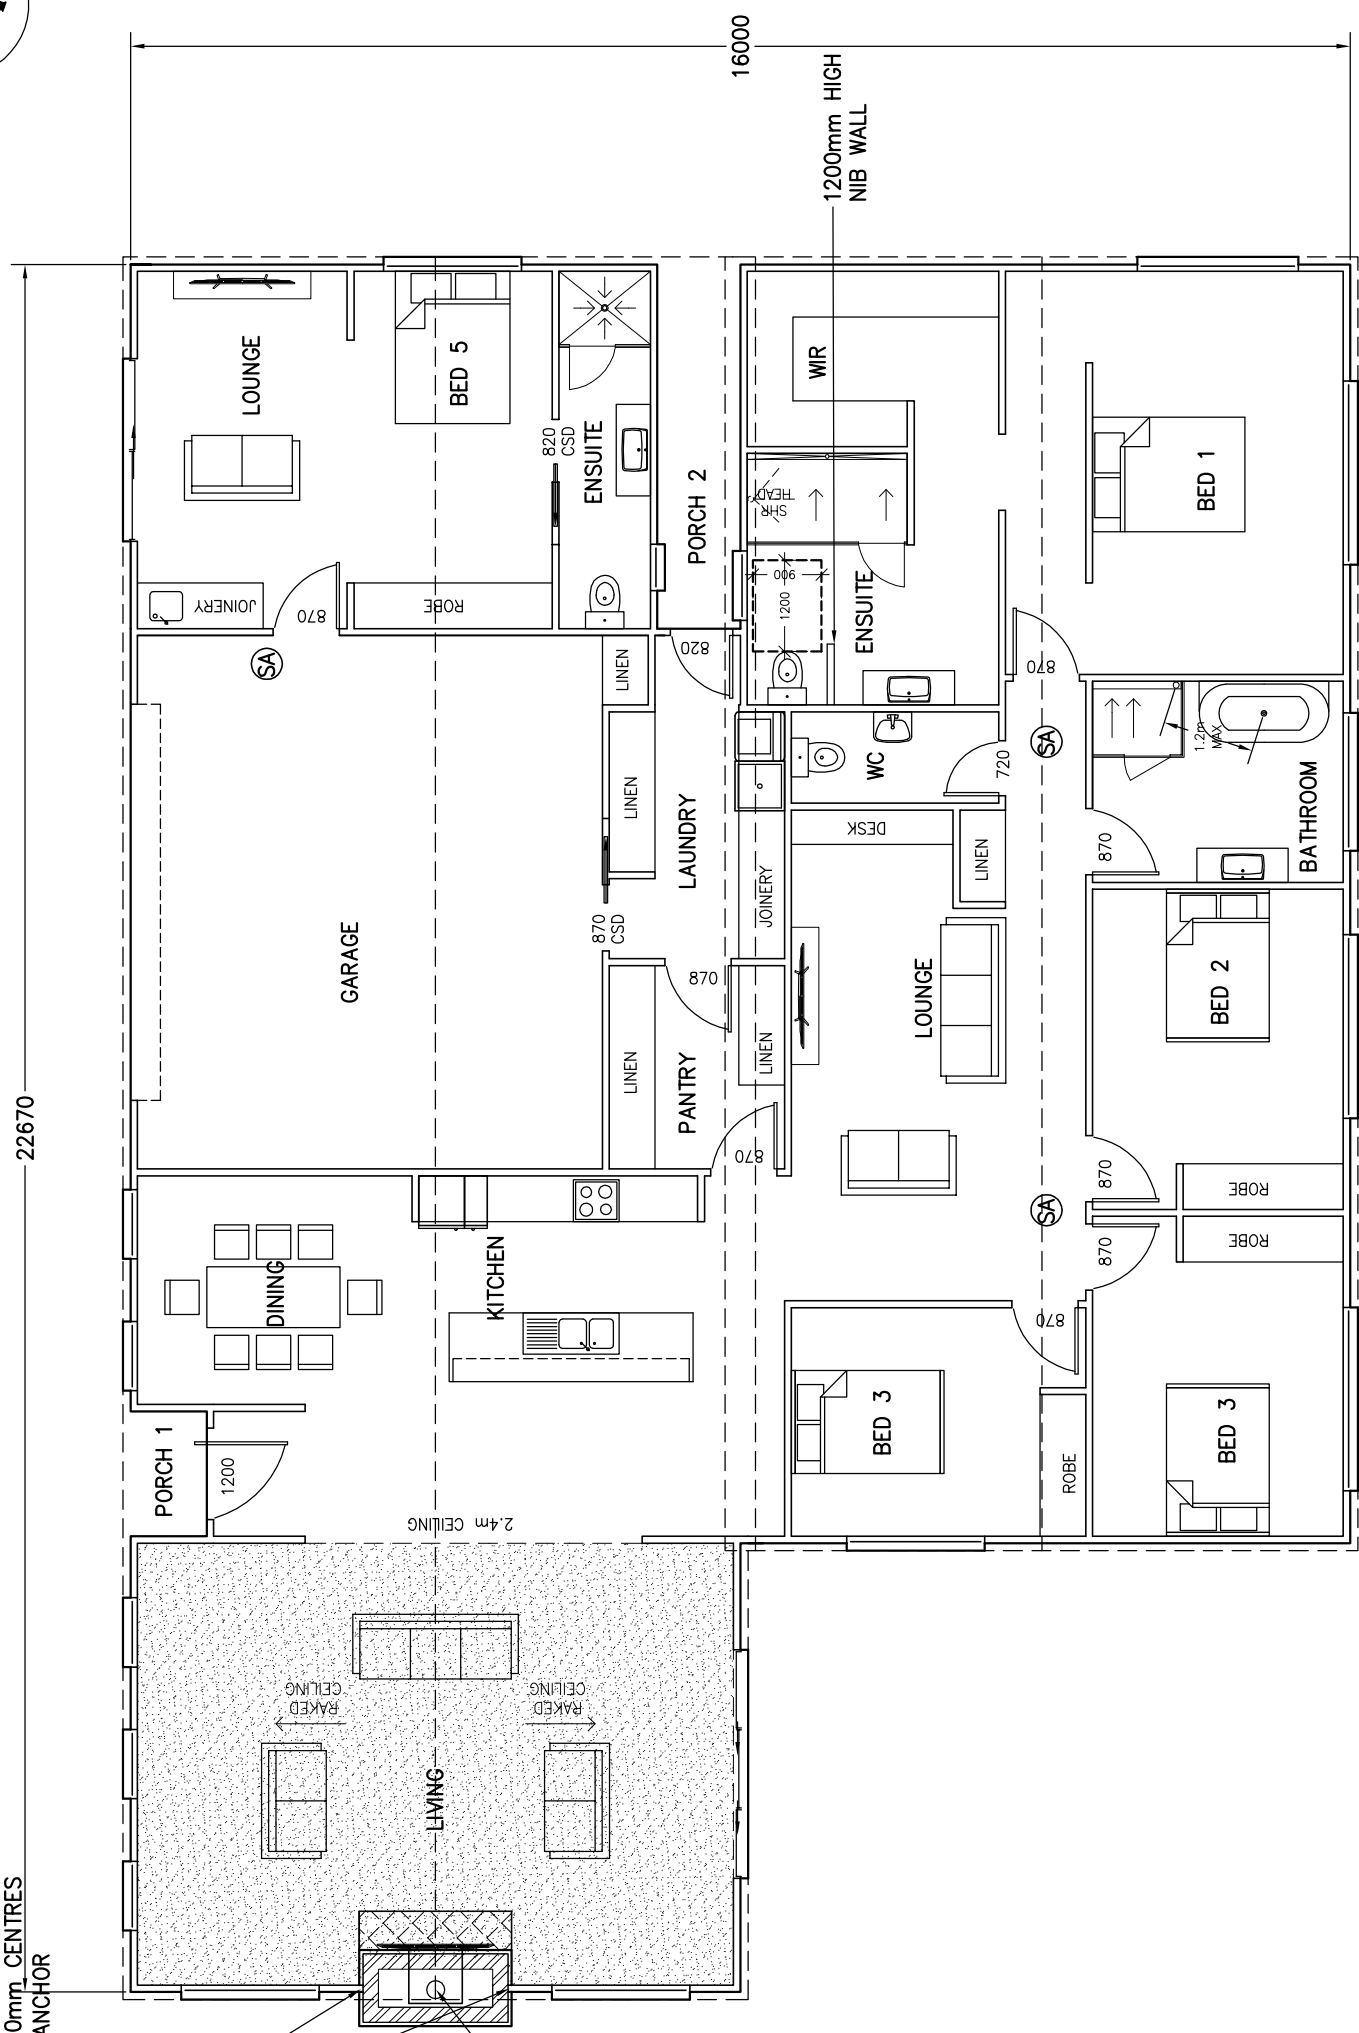 16000
1200mm HIGH
NIB WALL
22670
LOUNGE
BED 5
820
CSD
ENSUITE
JOINERY
870
ROBE
SA
PORCH 2
WIR
SHR
HEAD
900
1200
ENSUITE
BED 1
870
LINEN
820
LINEN
LAUNDRY
JOINERY
870
CSD
GARAGE
WC
720
SA
1.2m
MAX
BATHROOM
870
DESK
LINEN
LOUNGE
BED 2
870
LINEN
PANTRY
LINEN
870
870
ROBE
SA
870
ROBE
DINING
KITCHEN
870
BED 3
ROBE
BED 3
PORCH 1
1200
2.4m CEILING
RAKED
CEILING
RAKED
CEILING
LIVING
0mm CENTRES
ANCHOR